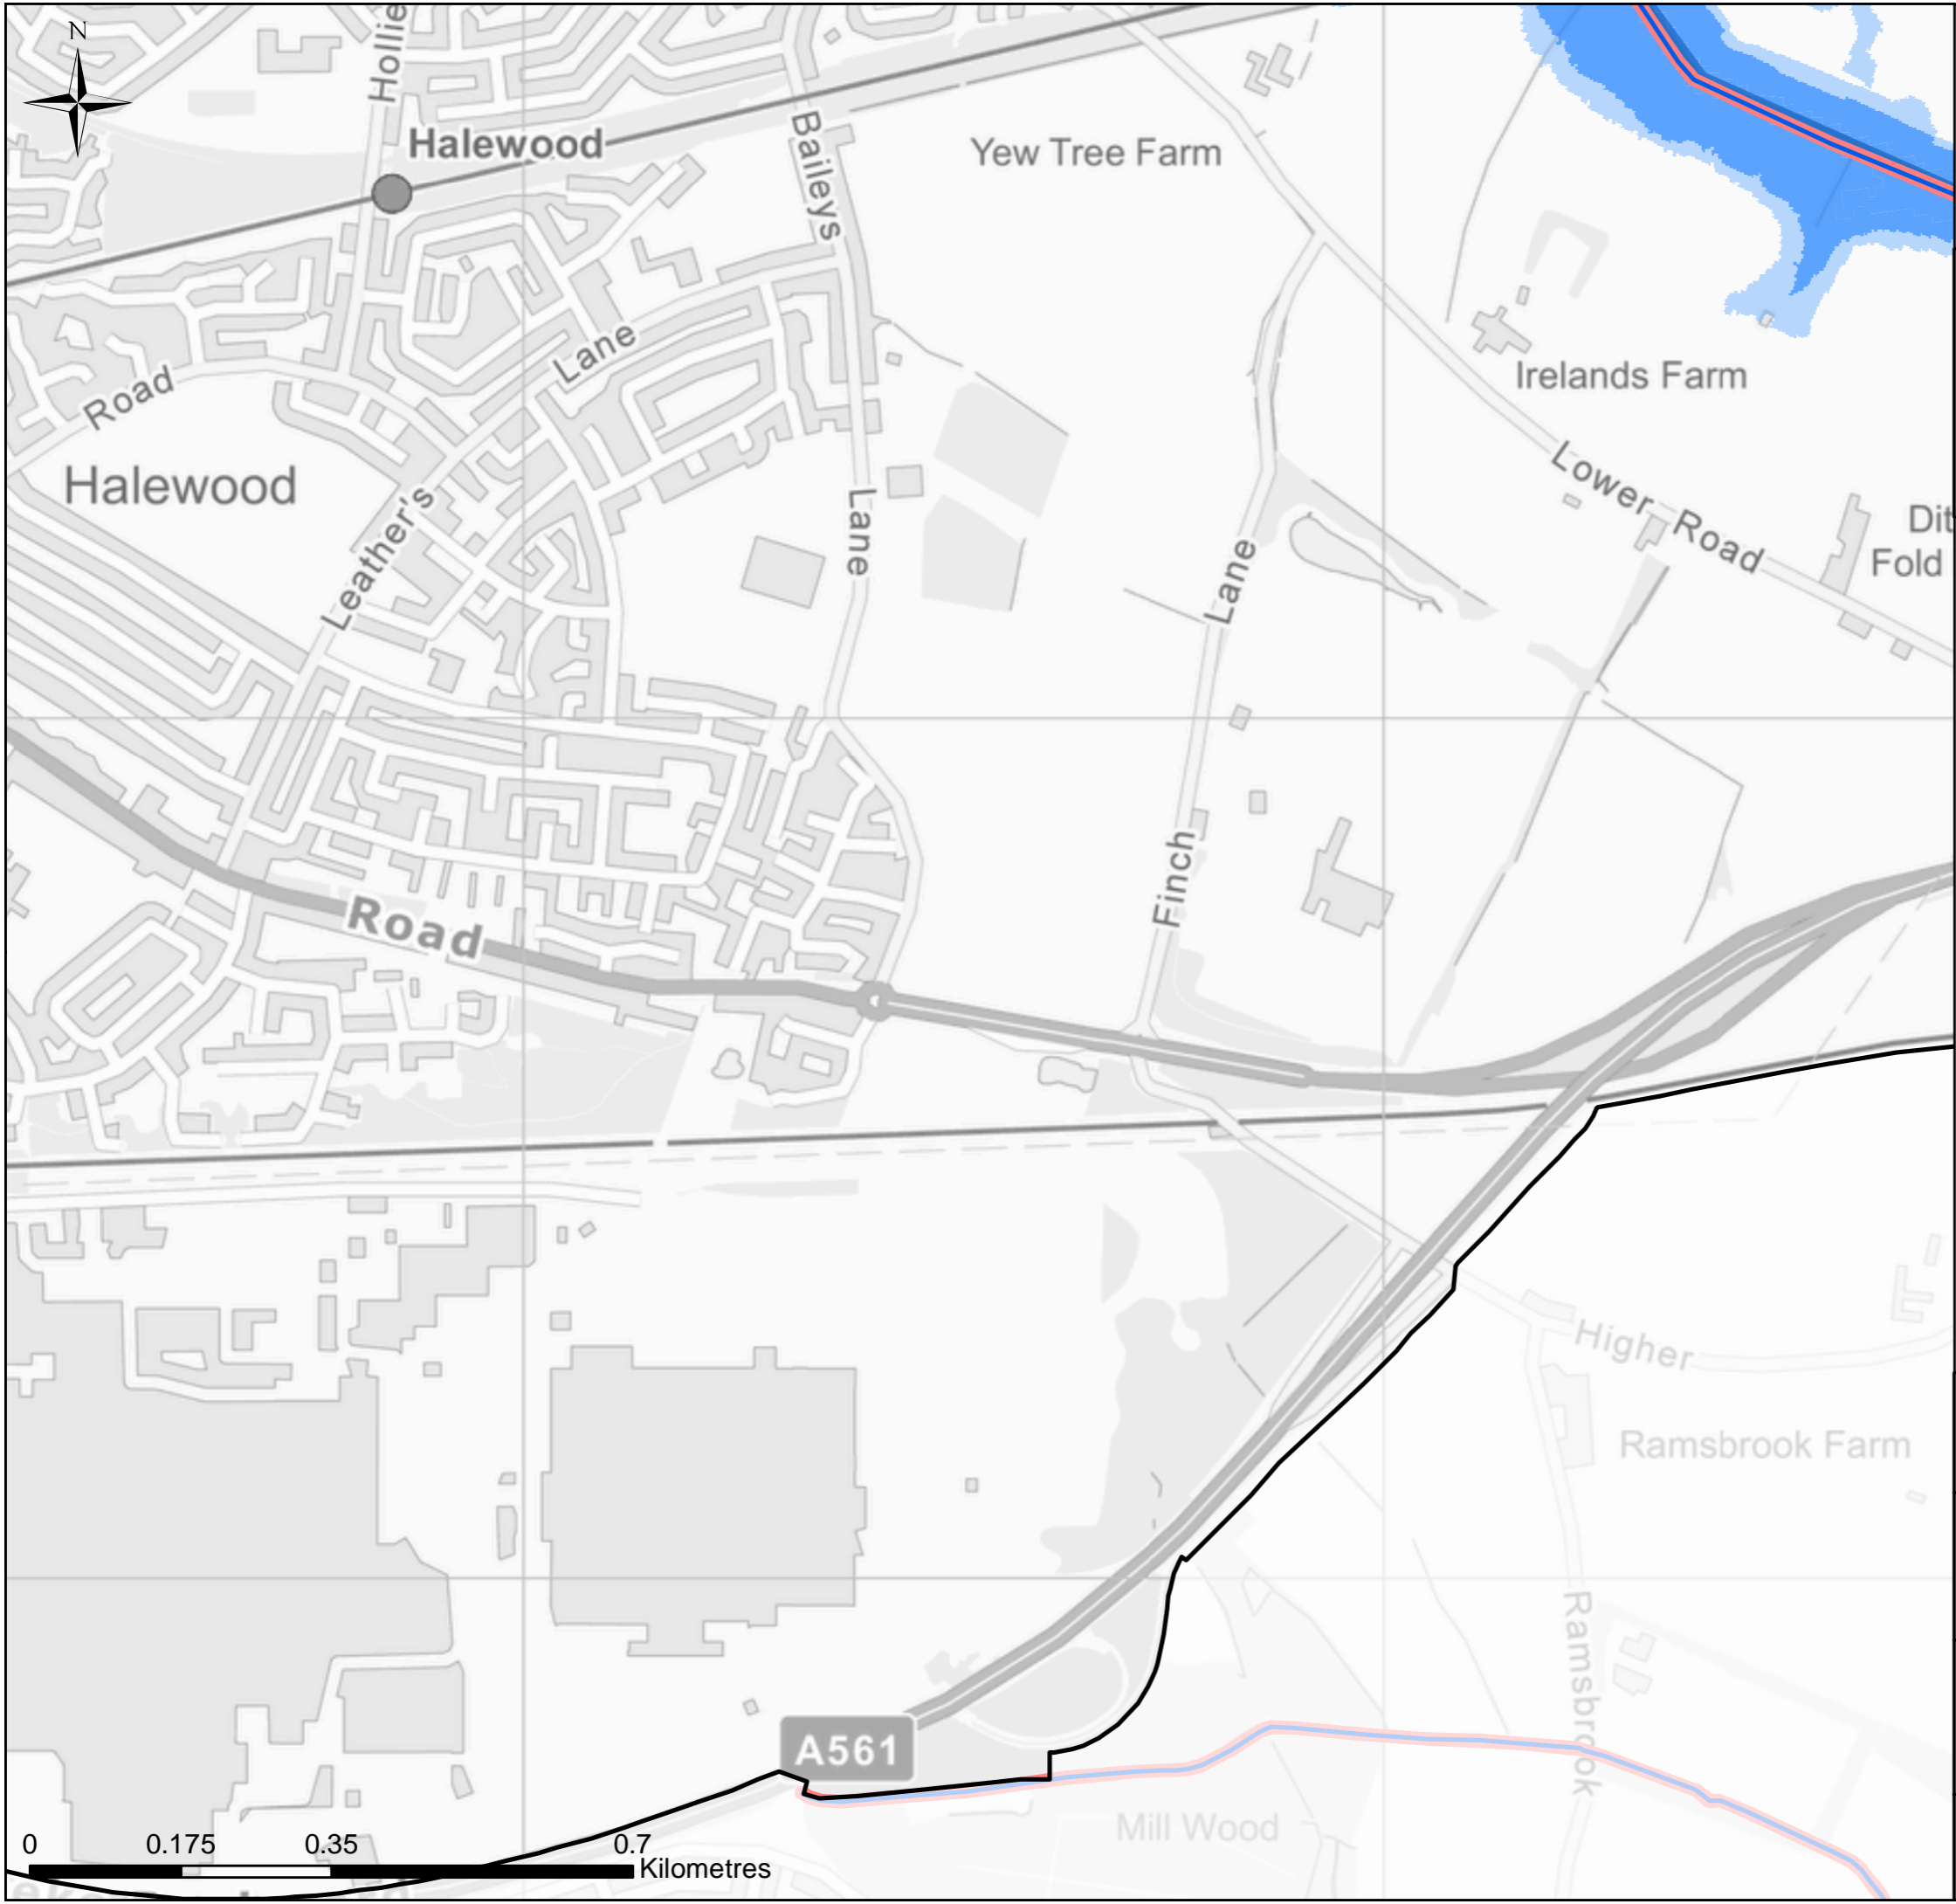 N
Hollie
Halewood
Baileys
Yew Tree Farm
Lane
Road
Irelands Farm
Halewood
Lower Road
Leather's
Lane
Dit
Fold
Lane
Finch
Road
Higher
Ramsbrook Farm
Ramsbrook
A561
Mill Wood
0 0.175 0.35 0.7
Kilometres